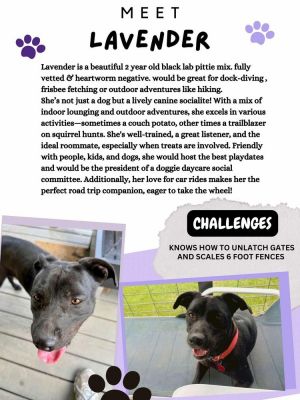 MEET
LAVENDER
Lavender is a beautiful 2 year old black lab pittie mix. fully
vetted & heartworm negative. would be great for dock-diving ,
frisbee fetching or outdoor adventures like hiking.
She's not just a dog but a lively canine socialite! With a mix of
indoor lounging and outdoor adventures, she excels in various
activities—sometimes a couch potato, other times a trailblazer
on squirrel hunts. She's well-trained, a great listener, and the
ideal roommate, especially when treats are involved. Friendly
with people, kids, and dogs, she would host the best playdates
and would be the president of a doggie daycare social
committee. Additionally, her love for car rides makes her the
perfect road trip companion, eager to take the wheel!
CHALLENGES
KNOWS HOW TO UNLATCH GATES
AND SCALES 6 FOOT FENCES